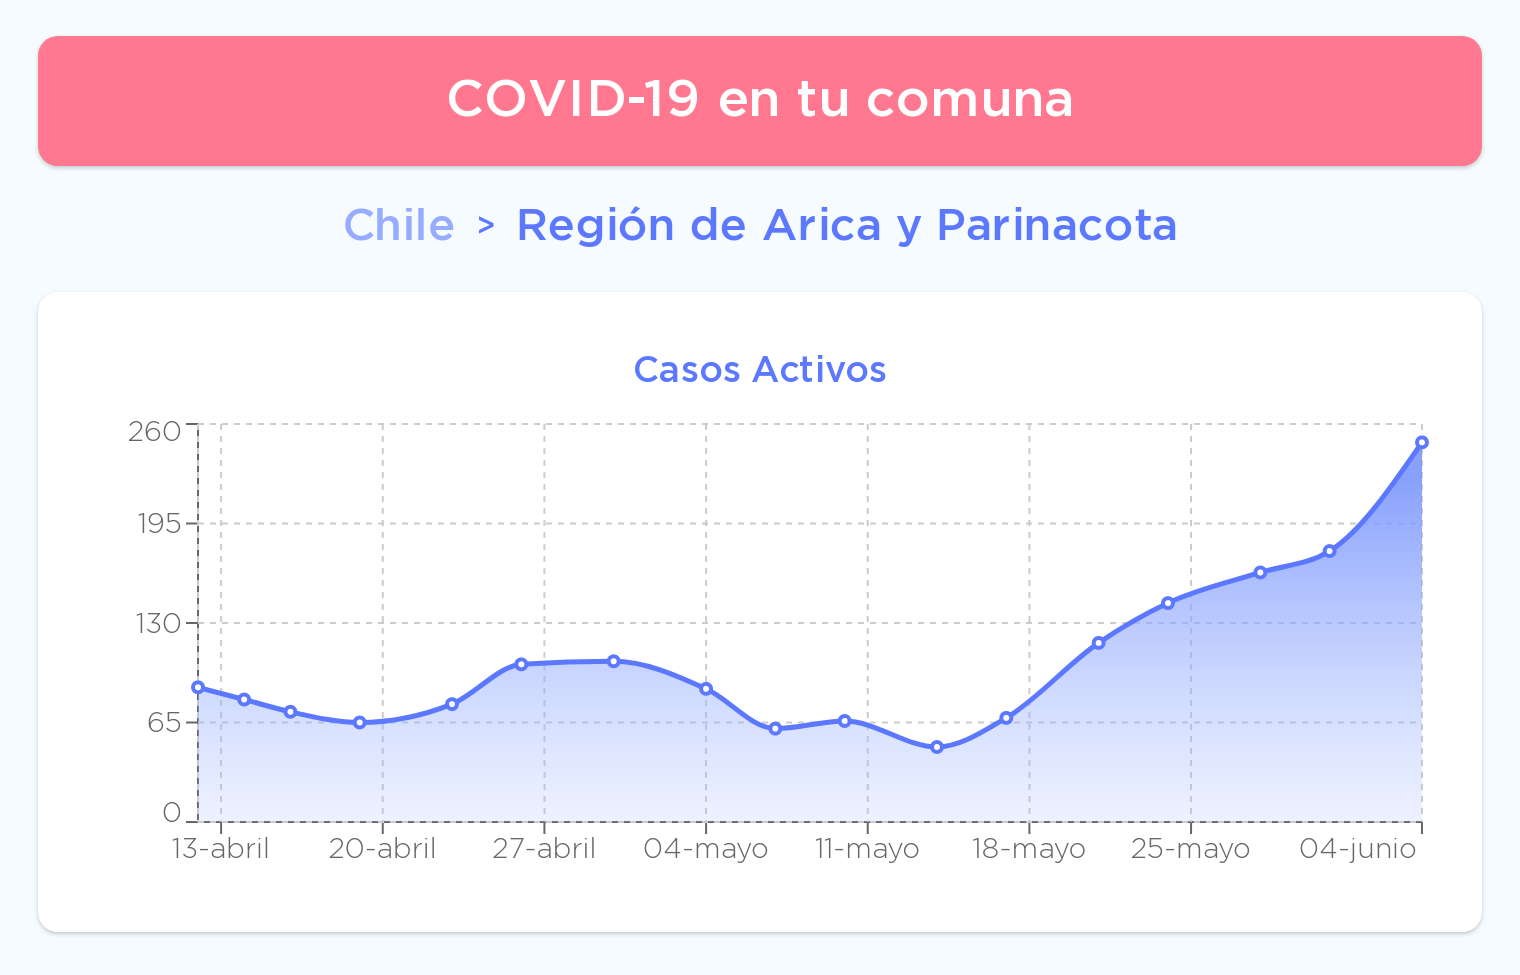 COVID-19 en tu comuna
Chile > Región de Arica y Parinacota
Casos Activos
260
195
130
65
0
13-abril 20-abril 27-abril 04-mayo 11-mayo 18-mayo 25-mayo 04-junio